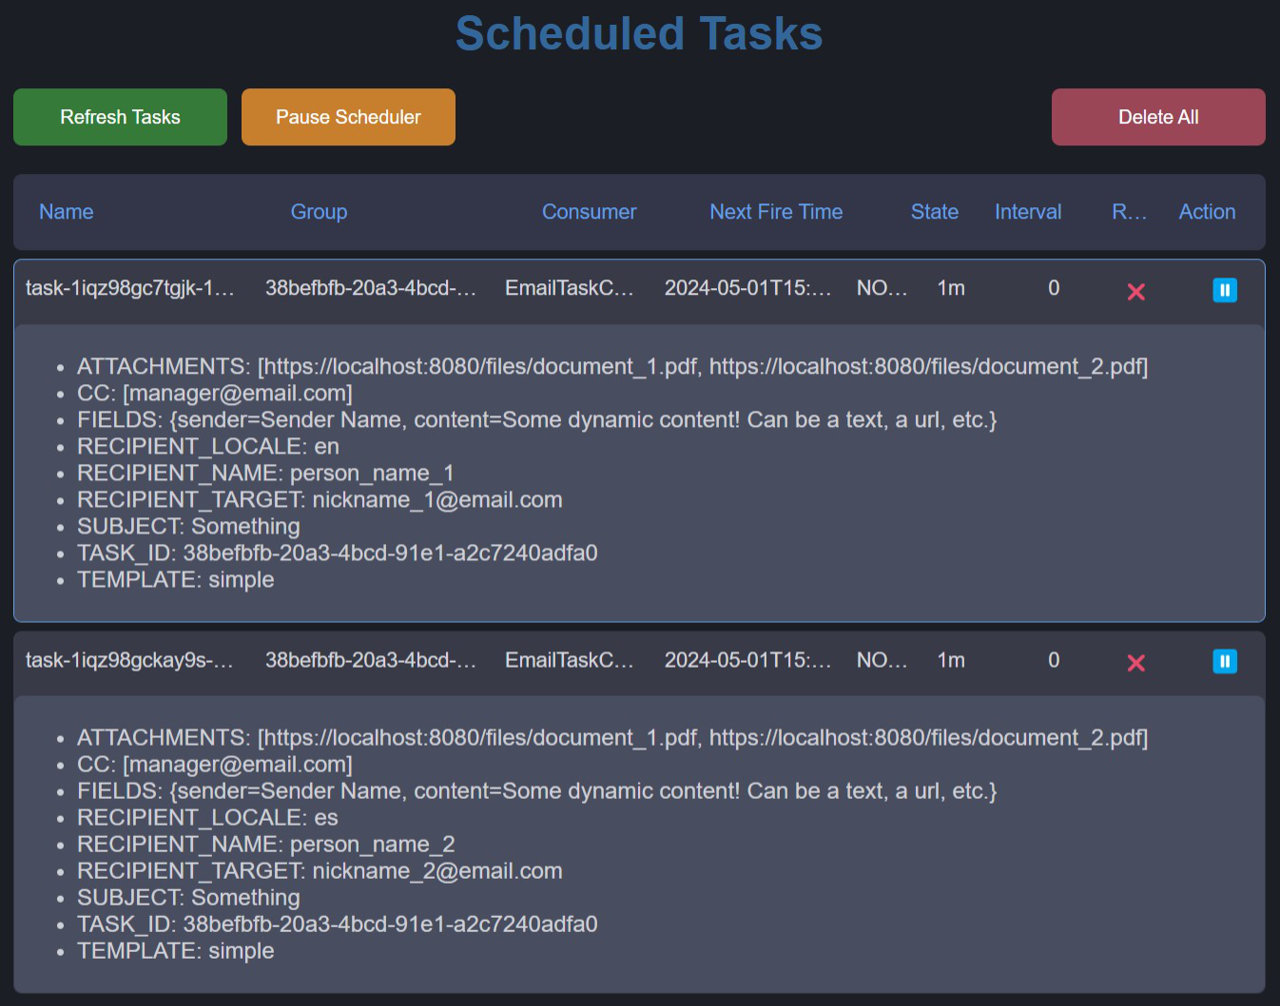 Scheduled Tasks
Refresh Tasks Pause Scheduler Delete All
Name Group Consumer Next Fire Time State Interval R… Action
task-1iqz98gc7tgjk-1… 38befbfb-20a3-4bcd-… EmailTaskC… 2024-05-01T15:… NO… 1m 0
• ATTACHMENTS: [https://localhost:8080/files/document_1.pdf, https://localhost:8080/files/document_2.pdf]
• CC: [manager@email.com]
• FIELDS: {sender=Sender Name, content=Some dynamic content! Can be a text, a url, etc.}
• RECIPIENT_LOCALE: en
• RECIPIENT_NAME: person_name_1
• RECIPIENT_TARGET: nickname_1@email.com
• SUBJECT: Something
• TASK_ID: 38befbfb-20a3-4bcd-91e1-a2c7240adfa0
• TEMPLATE: simple
task-1iqz98gckay9s-… 38befbfb-20a3-4bcd-… EmailTaskC… 2024-05-01T15:… NO… 1m 0
• ATTACHMENTS: [https://localhost:8080/files/document_1.pdf, https://localhost:8080/files/document_2.pdf]
• CC: [manager@email.com]
• FIELDS: {sender=Sender Name, content=Some dynamic content! Can be a text, a url, etc.}
• RECIPIENT_LOCALE: es
• RECIPIENT_NAME: person_name_2
• RECIPIENT_TARGET: nickname_2@email.com
• SUBJECT: Something
• TASK_ID: 38befbfb-20a3-4bcd-91e1-a2c7240adfa0
• TEMPLATE: simple